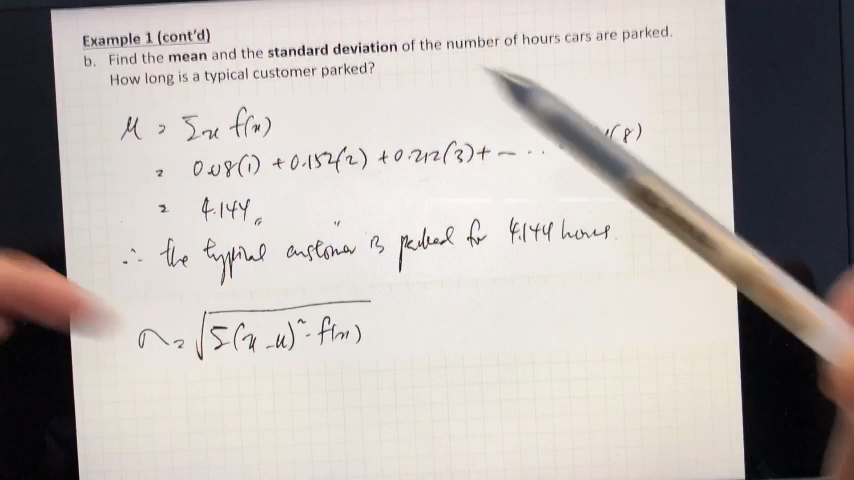 Example 1 (cont'd)
b. Find the mean and the standard deviation of the number of hours cars are parked.
How long is a typical customer parked?
μ = Σx f(x)
= 0.08(1) + 0.152(2) + 0.212(3) + - .. (8)
= 4.144
∴ the "typical customer" is parked for 4.144 hours.
σ = √Σ(x-μ)²·f(x)